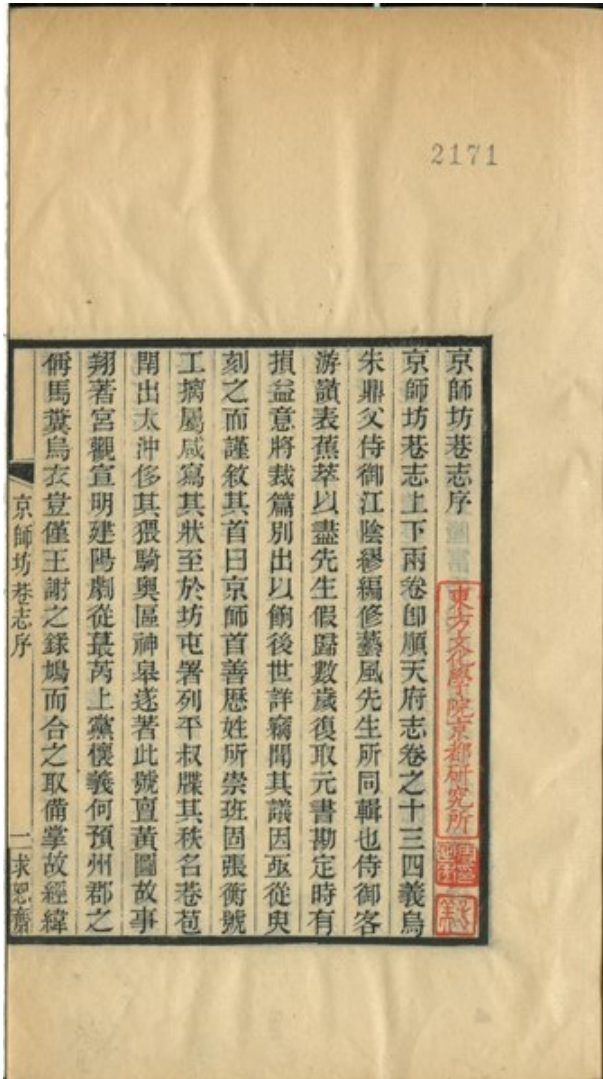 2171
京師坊巷志序
京師坊巷志上下兩卷卽順天府志卷之十三四義烏
朱鼎父侍御江陰繆編修藝風先生所同輯也侍御客
游讃表蕉萃以盡先生假歸數歲復取元書勘定時有
損益意將裁篇別出以餉後世詳竊聞其議因亟從臾
刻之而謹敘其首曰京師首善歷姓所崇班固張衡號
工摛屬咸寫其狀至於坊屯署列平叔牒其秩名巷苞
閈出太沖侈其猥騎奧區神皋遂著此號亶黃圖故事
翔著宮觀宣明建陽劇從蕞芮上黨懷義何預州郡之
偁馬糞烏衣豈僅王謝之錄鳩而合之取備掌故經緯
京師坊巷志序
一求恕齋
東方文化學院京都研究所